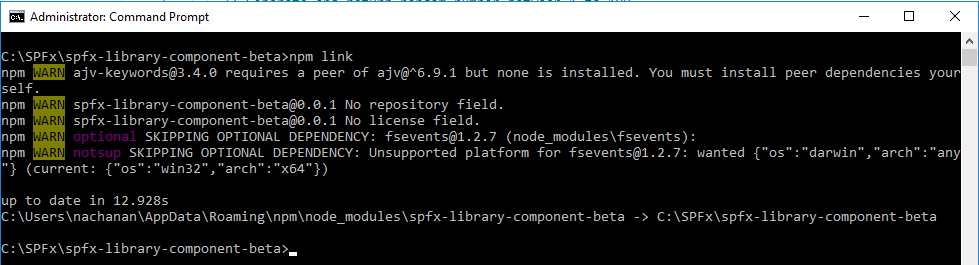 Administrator: Command Prompt
C:\SPFx\spfx-library-component-beta>npm link
npm WARN ajv-keywords@3.4.0 requires a peer of ajv@^6.9.1 but none is installed. You must install peer dependencies your
self.
npm WARN spfx-library-component-beta@0.0.1 No repository field.
npm WARN spfx-library-component-beta@0.0.1 No license field.
npm WARN optional SKIPPING OPTIONAL DEPENDENCY: fsevents@1.2.7 (node_modules\fsevents):
npm WARN notsup SKIPPING OPTIONAL DEPENDENCY: Unsupported platform for fsevents@1.2.7: wanted {"os":"darwin","arch":"any
"} (current: {"os":"win32","arch":"x64"})
up to date in 12.928s
C:\Users\nachanan\AppData\Roaming\npm\node_modules\spfx-library-component-beta -> C:\SPFx\spfx-library-component-beta
C:\SPFx\spfx-library-component-beta>